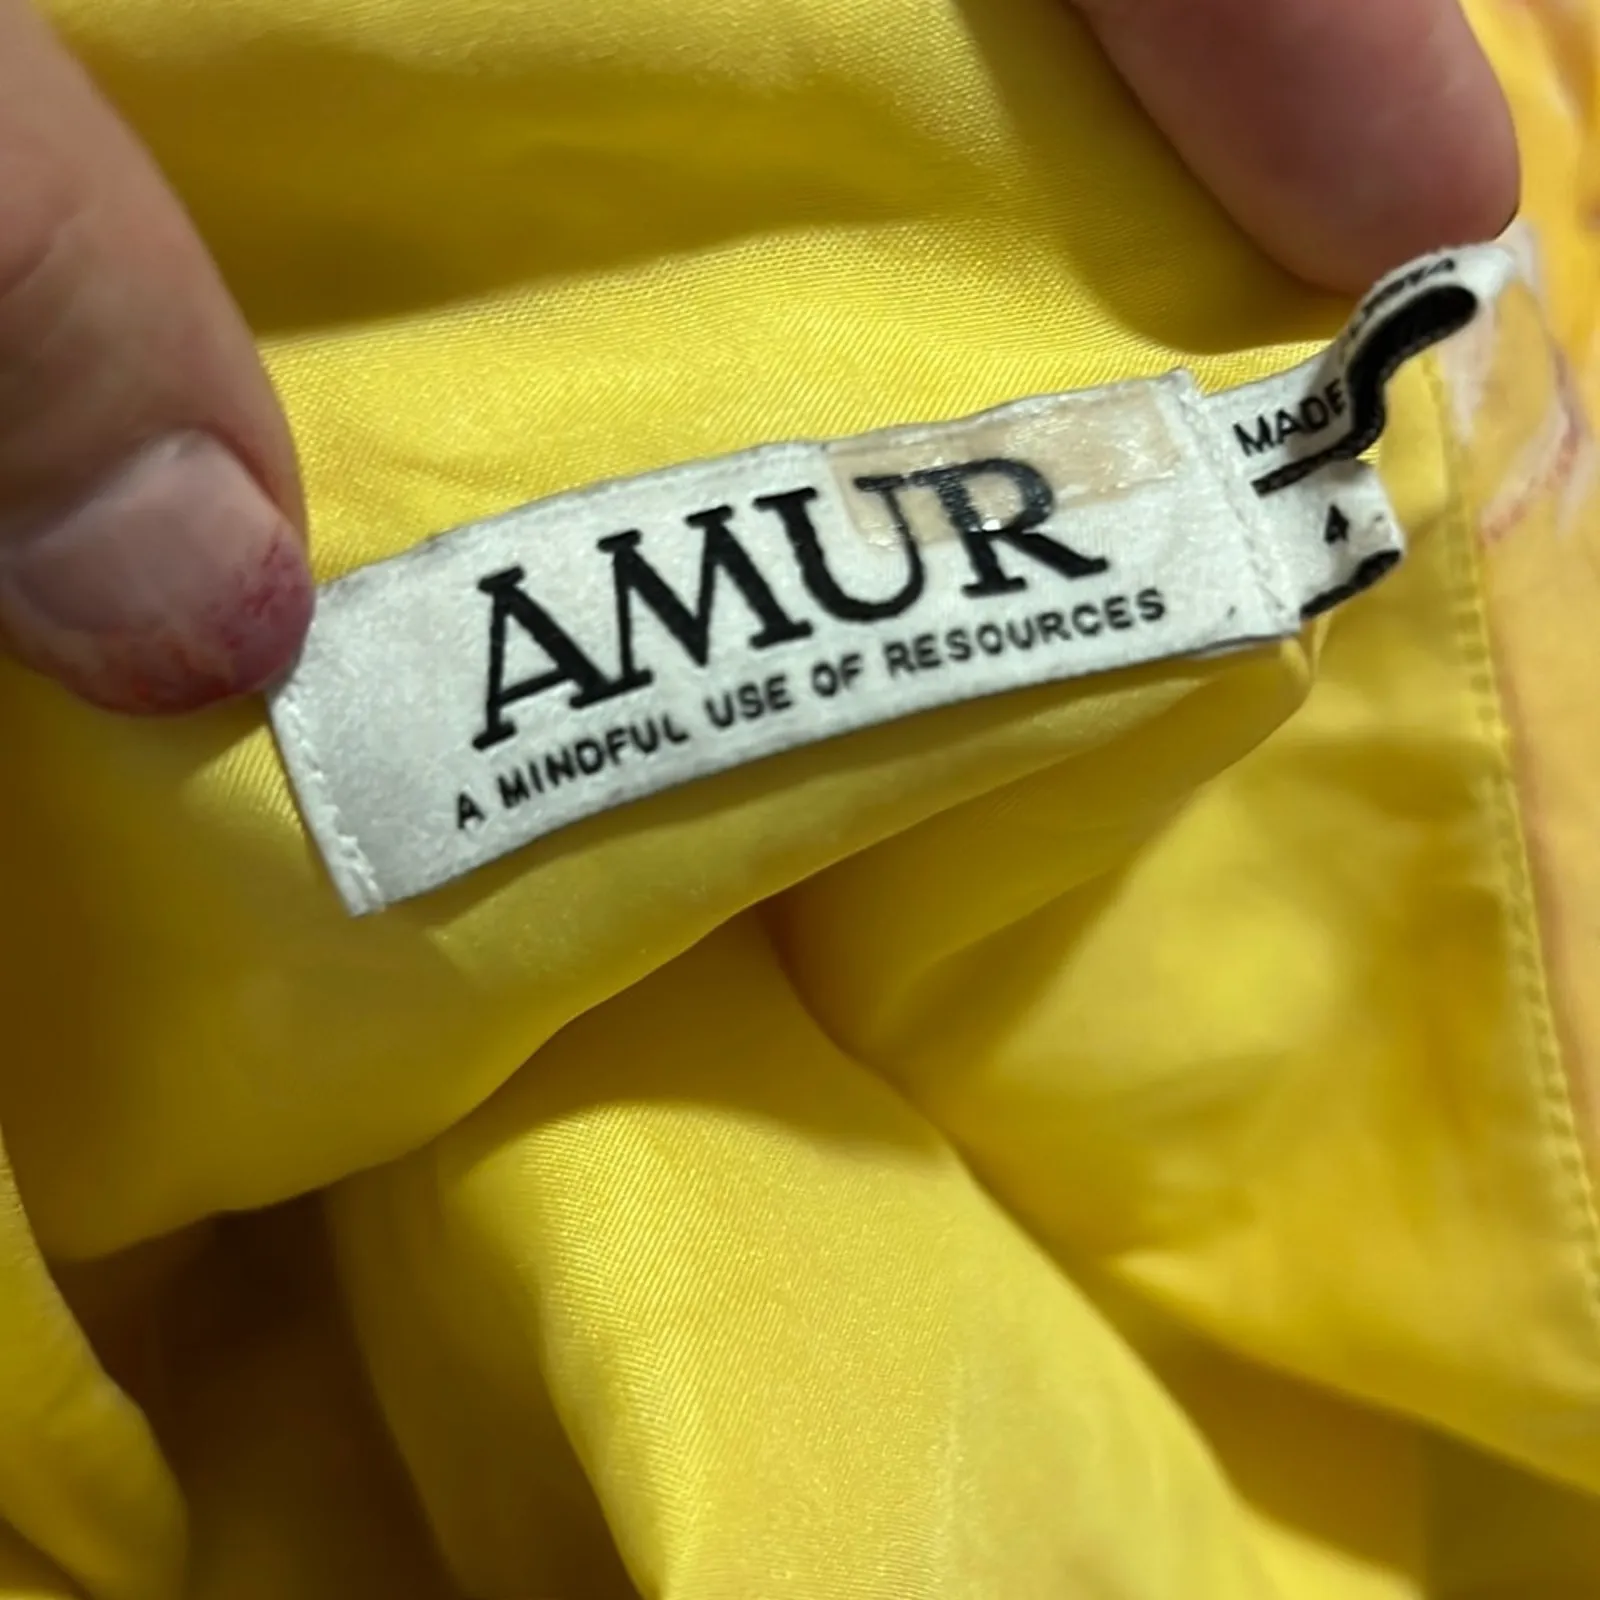 AMUR
A MINDFUL USE OF RESOURCES
MADE
4